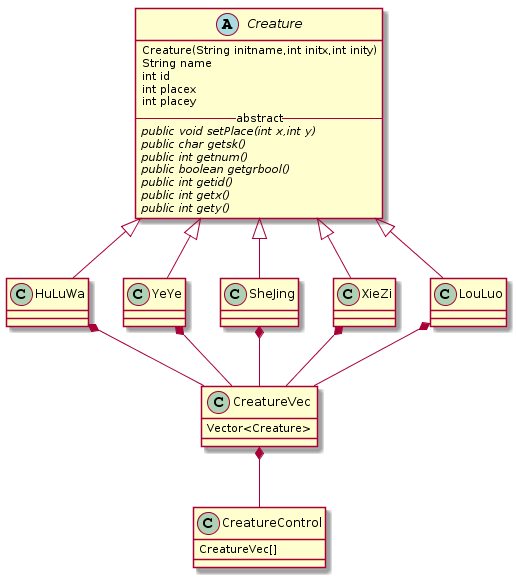 A Creature
Creature(String initname,int initx,int inity)
String name
int id
int placex
int placey
abstract
public void setPlace(int x,int y)
public char getsk()
public int getnum()
public boolean getgrbool()
public int getid()
public int getx()
public int gety()
C HuLuWa
C YeYe
C SheJing
C XieZi
C LouLuo
C CreatureVec
Vector<Creature>
C CreatureControl
CreatureVec[]